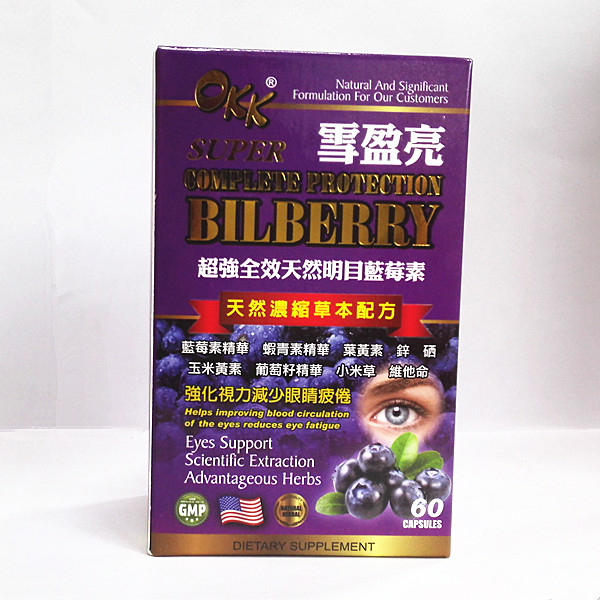 OKK®
Natural And Significant
Formulation For Our Customers
雪盈亮
SUPER
COMPLETE PROTECTION
BILBERRY
超強全效天然明目藍莓素
天然濃縮草本配方
藍莓素精華 蝦青素精華 葉黃素 鋅 硒
玉米黃素 葡萄籽精華 小米草 維他命
強化視力減少眼睛疲倦
Helps improving blood circulation
of the eyes reduces eye fatigue
Eyes Support
Scientific Extraction
Advantageous Herbs
GMP
NATURAL
HERBAL
60
CAPSULES
DIETARY SUPPLEMENT